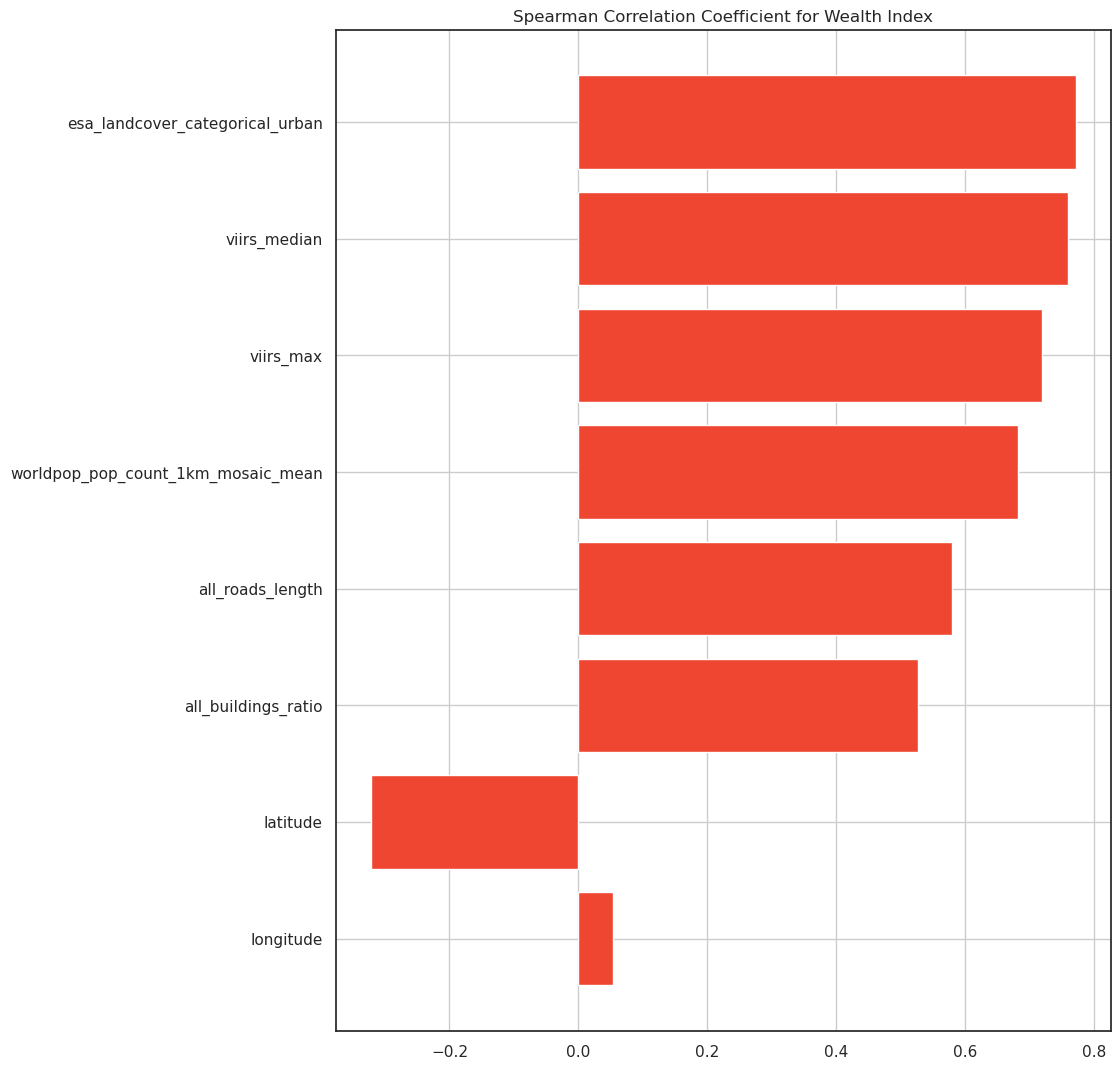 Spearman Correlation Coefficient for Wealth Index
esa_landcover_categorical_urban
viirs_median
viirs_max
worldpop_pop_count_1km_mosaic_mean
all_roads_length
all_buildings_ratio
latitude
longitude
−0.2 0.0 0.2 0.4 0.6 0.8